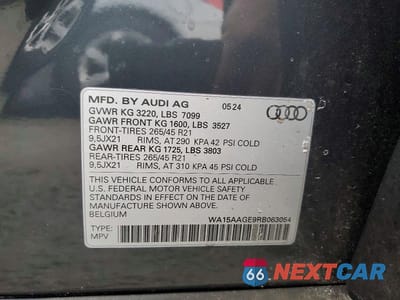 MFD. BY AUDI AG 05 24
GVWR KG 3220, LBS 7099
GAWR FRONT KG 1600, LBS 3527
FRONT-TIRES 265/45 R21
9,5JX21 RIMS, AT 290 KPA 42 PSI COLD
GAWR REAR KG 1725, LBS 3803
REAR-TIRES 265/45 R21
9,5JX21 RIMS, AT 310 KPA 45 PSI COLD
THIS VEHICLE CONFORMS TO ALL APPLICABLE
U.S. FEDERAL MOTOR VEHICLE SAFETY
STANDARDS IN EFFECT ON THE DATE OF
MANUFACTURE SHOWN ABOVE
BELGIUM WA15AAGE9RB063054
TYPE:
MPV
66 NEXTCAR